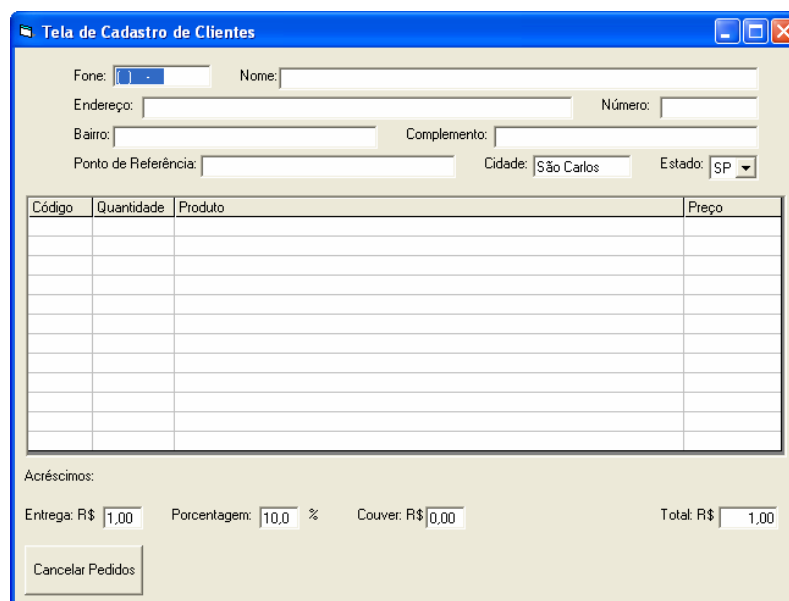 Tela de Cadastro de Clientes
Fone: ( ) - Nome:
Endereço: Número:
Bairro: Complemento:
Ponto de Referência: Cidade: São Carlos Estado: SP
Código Quantidade Produto Preço
Acréscimos:
Entrega: R$ 1,00 Porcentagem: 10,0 % Couver: R$ 0,00 Total: R$ 1,00
Cancelar Pedidos